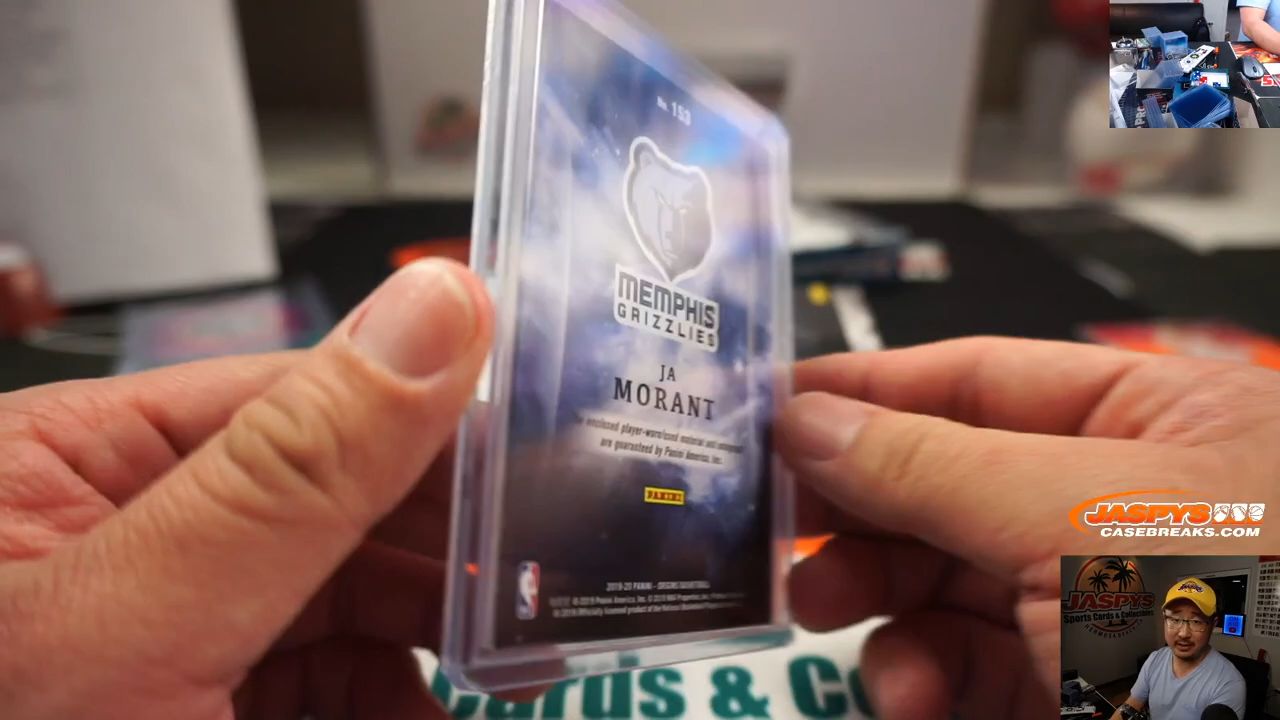 No. 153
MEMPHIS
GRIZZLIES
JA
MORANT
enclosed player-worn/used material and autograph
are guaranteed by Panini America, Inc.
PANINI
2019-20 PANINI - ORIGINS BASKETBALL
JASPYS
CASEBREAKS.COM
JASPYS
Sports Cards & Collectibles
Cards & Co